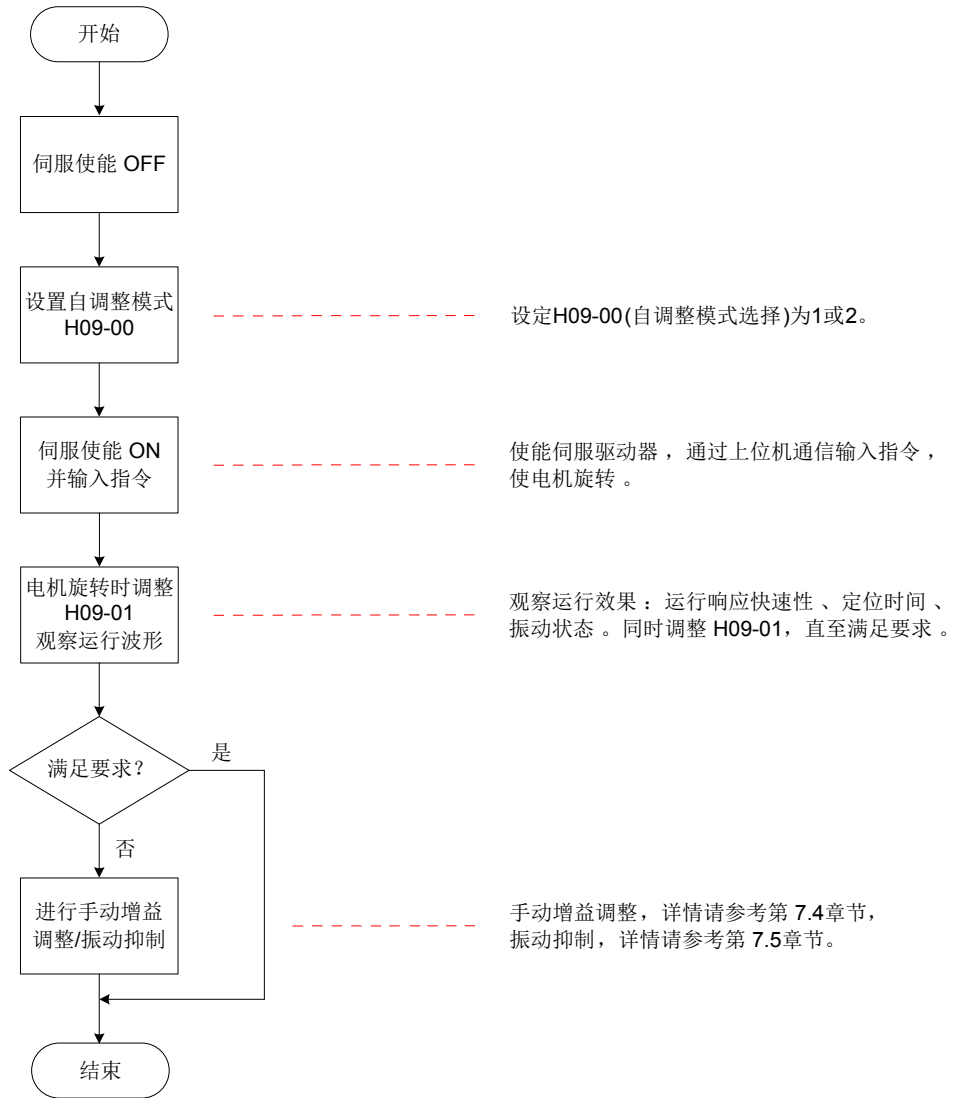 开始
伺服使能 OFF
设置自调整模式
H09-00
设定H09-00(自调整模式选择)为1或2。
伺服使能 ON
并输入指令
使能伺服驱动器，通过上位机通信输入指令，
使电机旋转。
电机旋转时调整
H09-01
观察运行波形
观察运行效果：运行响应快速性、定位时间、
振动状态。同时调整 H09-01，直至满足要求。
满足要求？
是
否
进行手动增益
调整/振动抑制
手动增益调整，详情请参考第 7.4章节，
振动抑制，详情请参考第 7.5章节。
结束